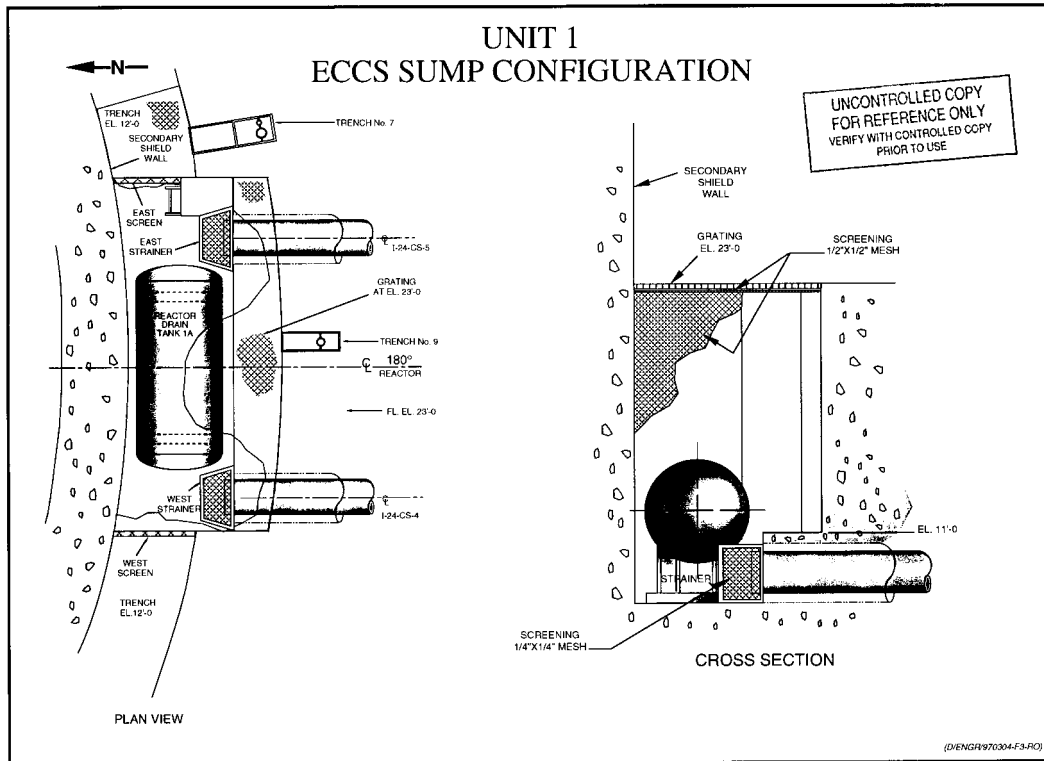 UNIT 1
ECCS SUMP CONFIGURATION
N
UNCONTROLLED COPY
FOR REFERENCE ONLY
VERIFY WITH CONTROLLED COPY
PRIOR TO USE
TRENCH
EL. 12'-0
SECONDARY
SHIELD
WALL
TRENCH No. 7
EAST
SCREEN
EAST
STRAINER
I-24-CS-5
GRATING
AT EL. 23'-0
REACTOR
DRAIN
TANK 1A
TRENCH No. 9
180°
REACTOR
FL. EL. 23'-0
WEST
STRAINER
I-24-CS-4
WEST
SCREEN
TRENCH
EL.12'-0
PLAN VIEW
SECONDARY
SHIELD
WALL
GRATING
EL. 23'-0
SCREENING
1/2"X1/2" MESH
EL. 11'-0
STRAINER
SCREENING
1/4"X1/4" MESH
CROSS SECTION
(D/ENGR/970304-F3-RO)